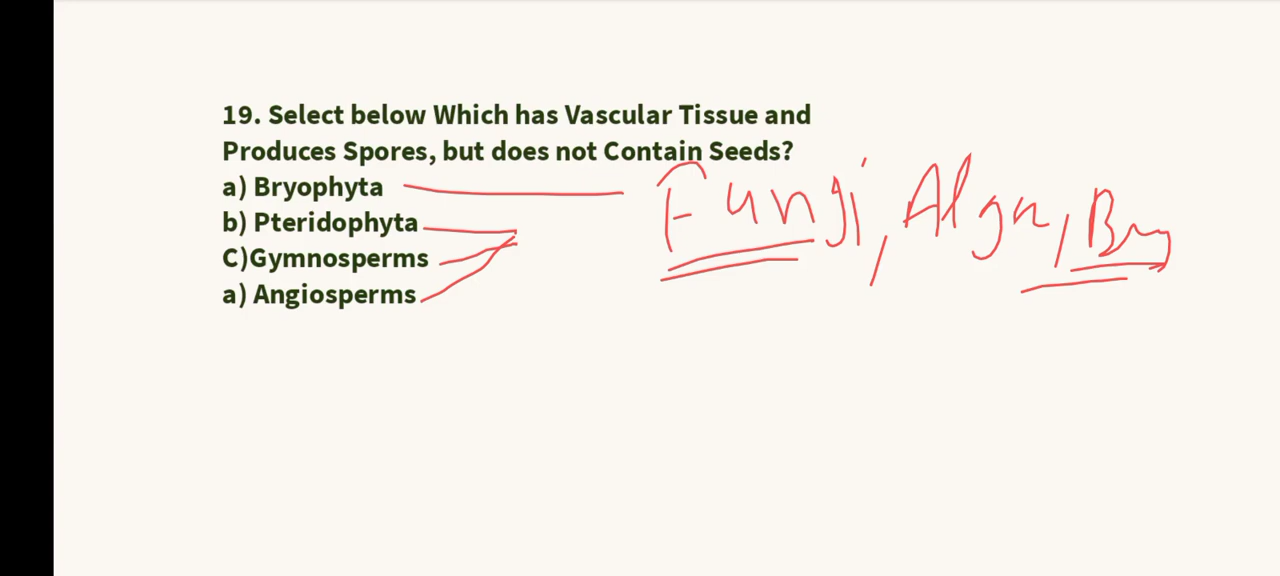 19. Select below Which has Vascular Tissue and
Produces Spores, but does not Contain Seeds?
a) Bryophyta
b) Pteridophyta
C)Gymnosperms
a) Angiosperms
Fungi, Alga, Bry